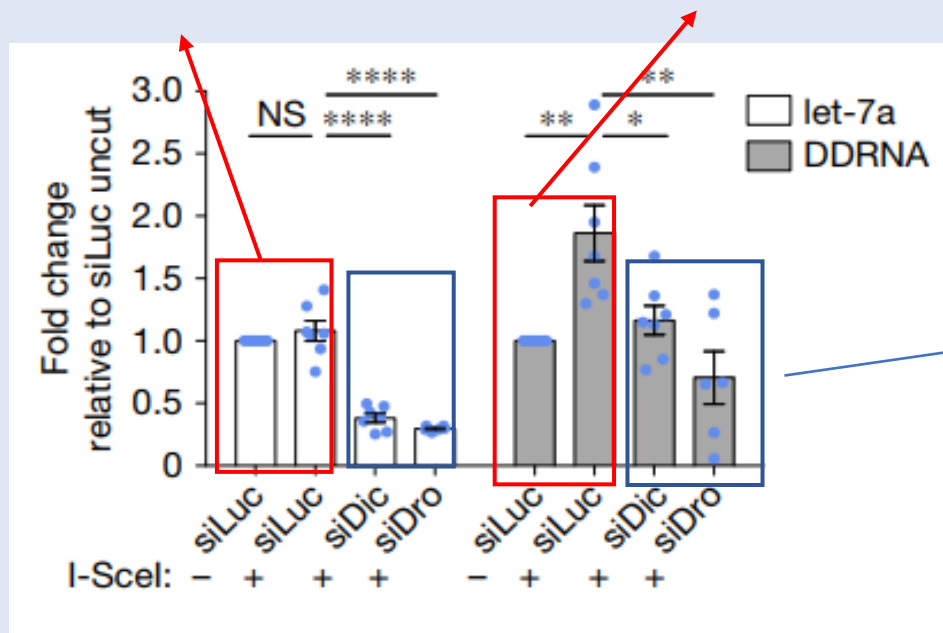 **** **
NS **** ** *
3.0
2.5
2.0
1.5
1.0
0.5
0
Fold change
relative to siLuc uncut
let-7a
DDRNA
siLuc siLuc siDic siDro siLuc siLuc siDic siDro
I-SceI: – + + + – + + +